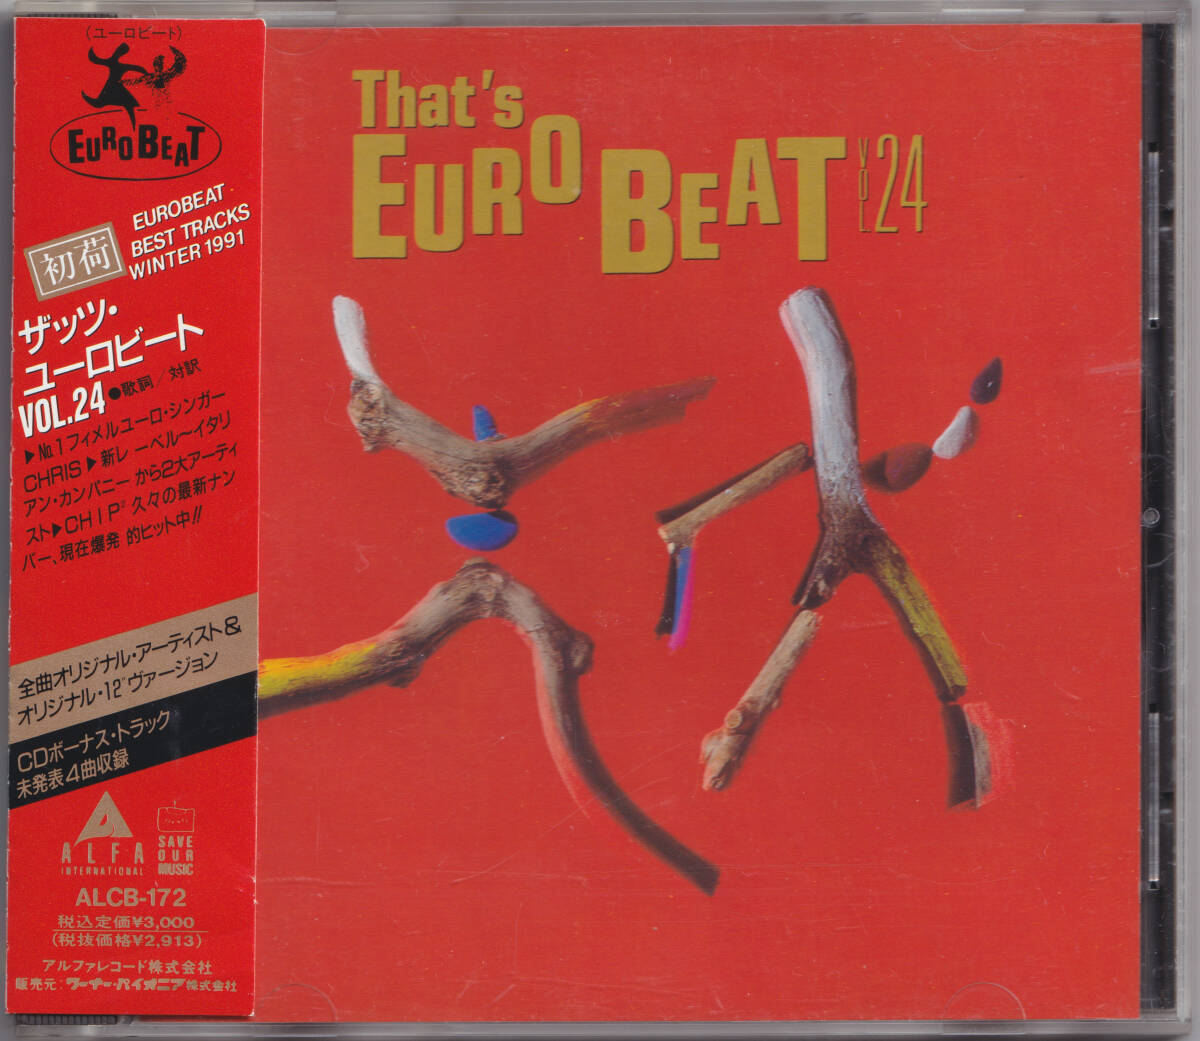 (ユーロビート)
EUROBEAT
EUROBEAT
BEST TRACKS
WINTER 1991
初荷
ザッツ・
ユーロビート
VOL.24 ●歌詞/対訳
▶No.1フィメルユーロ・シンガー
CHRIS▶新レーベル〜イタリ
アン・カンパニーから2大アーティ
スト▶CHIP² 久々の最新ナン
バー、現在爆発的ヒット中!!
全曲オリジナル・アーティスト&
オリジナル・12"ヴァージョン
CDボーナス・トラック
未発表4曲収録
ALFA
INTERNATIONAL
SAVE
OUR
MUSIC
ALCB-172
税込定価¥3,000
(税抜価格¥2,913)
アルファレコード株式会社
販売元:ワーナー・パイオニア株式会社
That's
EUROBEAT
VOL 24